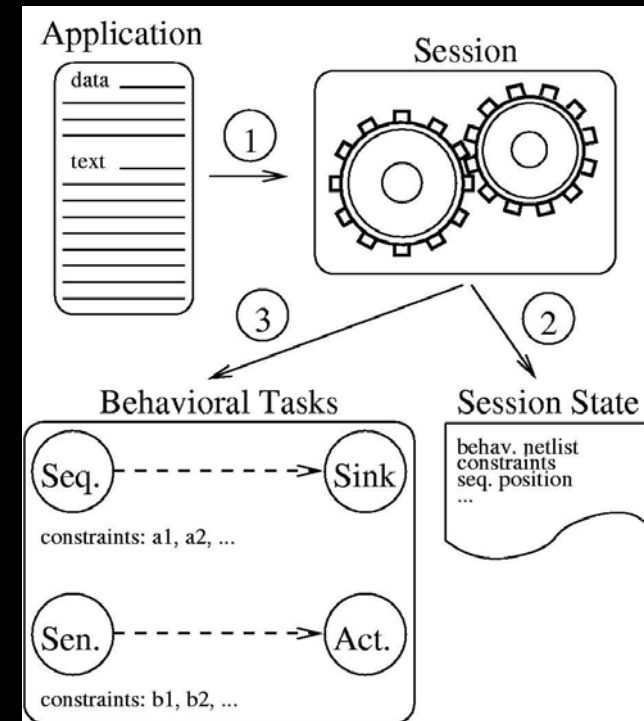 Application
data
text
1
Session
3
2
Behavioral Tasks
Seq.
Sink
constraints: a1, a2, ...
Sen.
Act.
constraints: b1, b2, ...
Session State
behav. netlist
constraints
seq. position
...